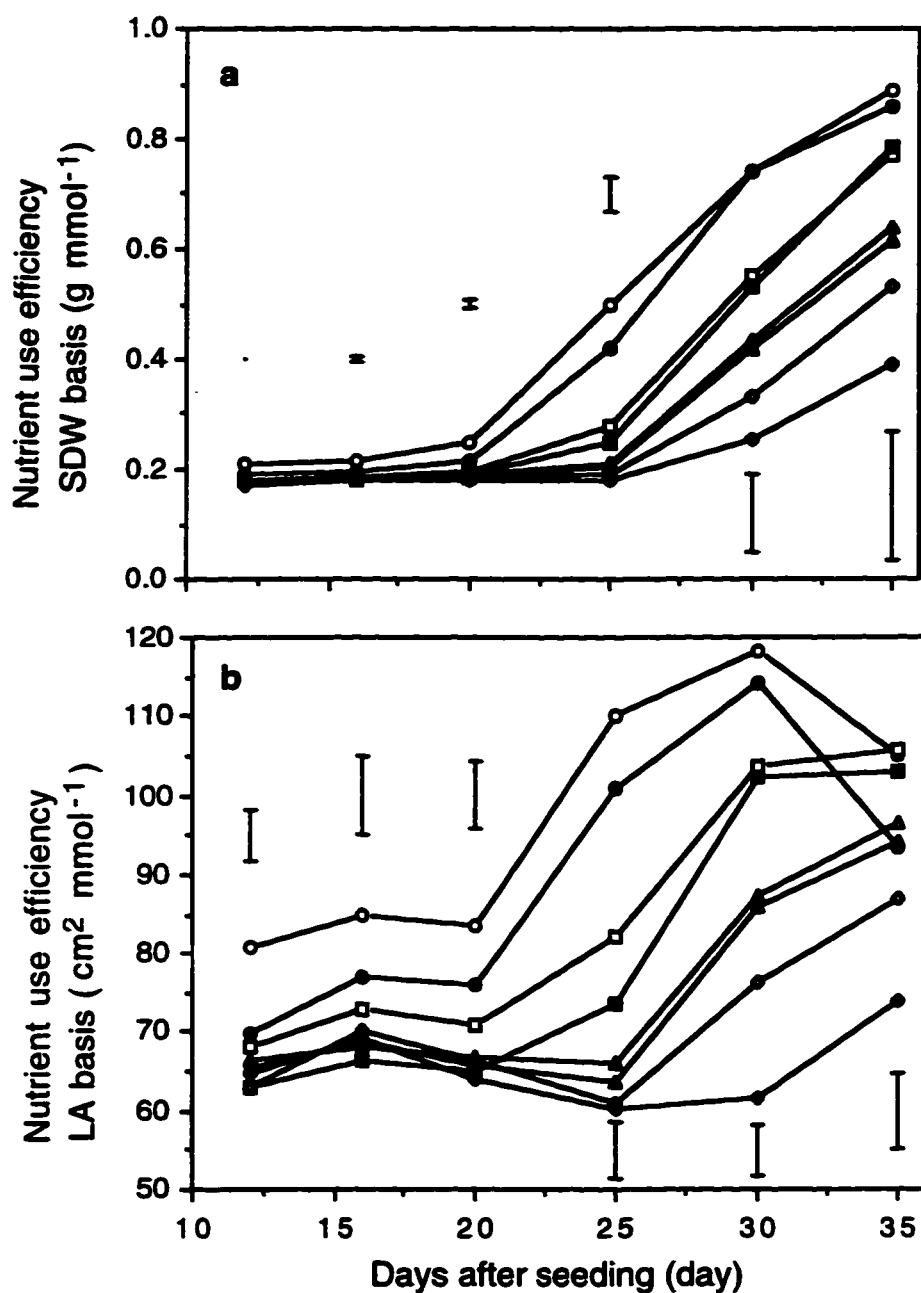 a
1.0
0.8
0.6
0.4
0.2
0.0
Nutrient use efficiency
SDW basis (g mmol⁻¹)
b
120
110
100
90
80
70
60
50
Nutrient use efficiency
LA basis ( cm² mmol⁻¹)
10 15 20 25 30 35
Days after seeding (day)